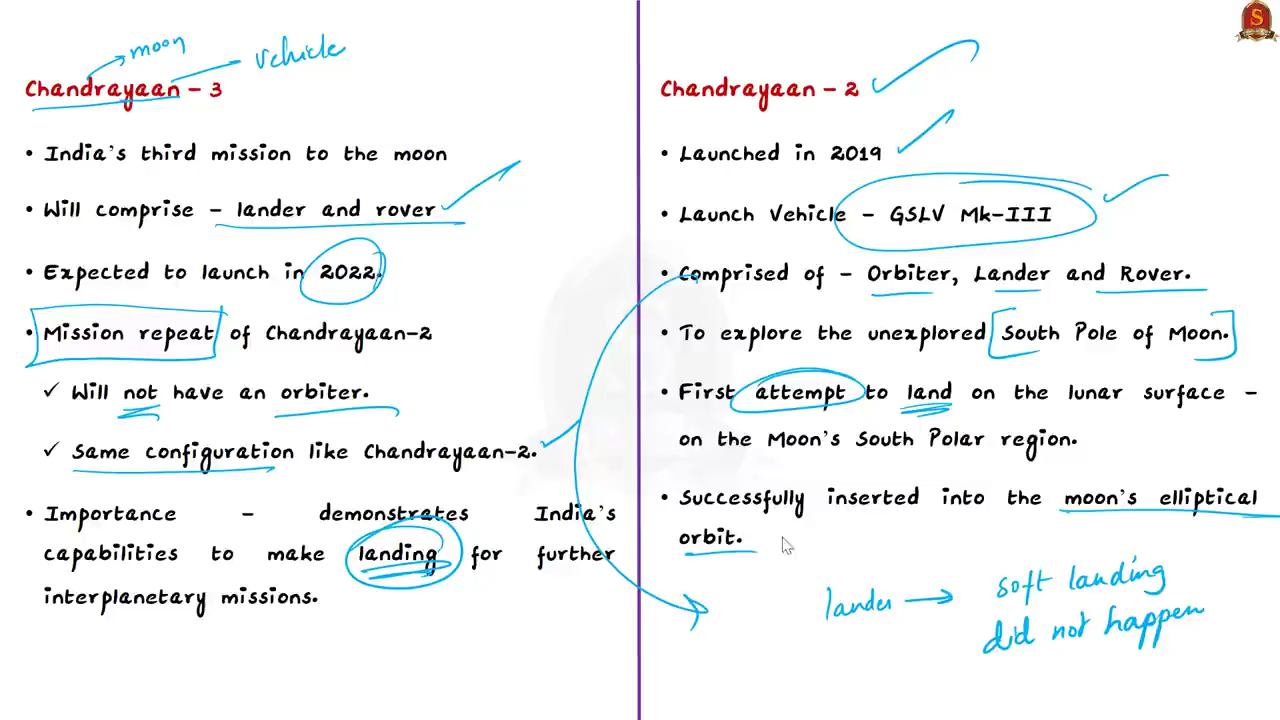 moon
vehicle
Chandrayaan - 3
• India's third mission to the moon
• Will comprise - lander and rover
• Expected to launch in 2022.
• Mission repeat of Chandrayaan-2
✓ Will not have an orbiter.
✓ Same configuration like Chandrayaan-2.
• Importance - demonstrates India's
capabilities to make landing for further
interplanetary missions.
S
Chandrayaan - 2
• Launched in 2019
• Launch Vehicle - GSLV Mk-III
• Comprised of - Orbiter, Lander and Rover.
• To explore the unexplored South Pole of Moon.
• First attempt to land on the lunar surface -
on the Moon's South Polar region.
• Successfully inserted into the moon's elliptical
orbit.
lander → soft landing
did not happen